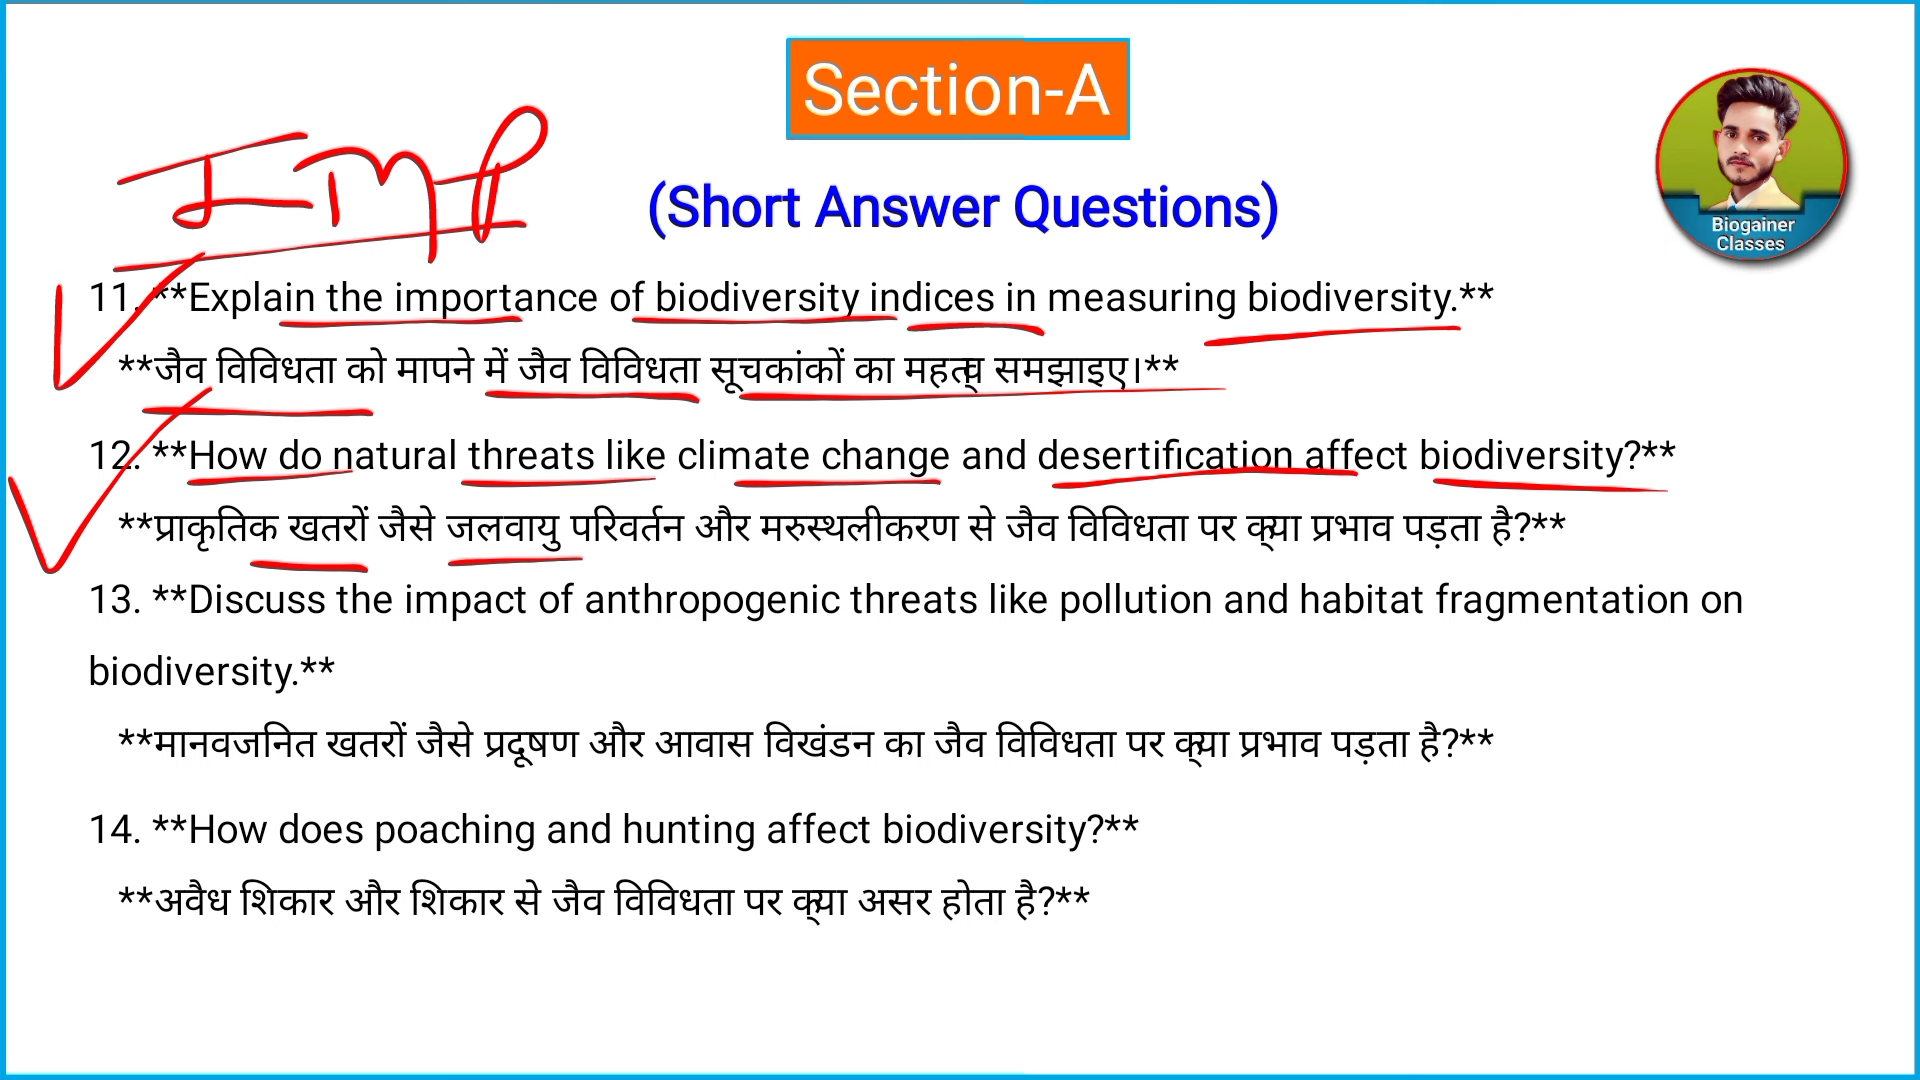 Section-A
IMP
(Short Answer Questions)
Biogainer
Classes
11. **Explain the importance of biodiversity indices in measuring biodiversity.**
**जैव विविधता को मापने में जैव विविधता सूचकांकों का महत्व समझाइए।**
12. **How do natural threats like climate change and desertification affect biodiversity?**
**प्राकृतिक खतरों जैसे जलवायु परिवर्तन और मरुस्थलीकरण से जैव विविधता पर क्या प्रभाव पड़ता है?**
13. **Discuss the impact of anthropogenic threats like pollution and habitat fragmentation on
biodiversity.**
**मानवजनित खतरों जैसे प्रदूषण और आवास विखंडन का जैव विविधता पर क्या प्रभाव पड़ता है?**
14. **How does poaching and hunting affect biodiversity?**
**अवैध शिकार और शिकार से जैव विविधता पर क्या असर होता है?**